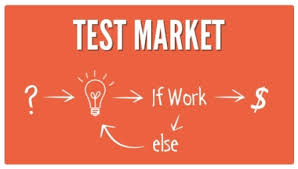 TEST MARKET
? If Work $
else